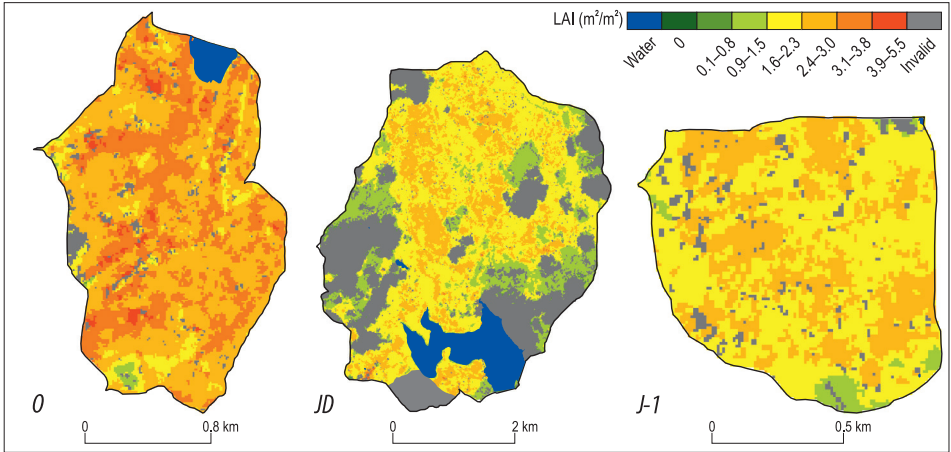 LAI (m²/m²)
Water
0
0.1–0.8
0.9–1.5
1.6–2.3
2.4–3.0
3.1–3.8
3.9–5.5
Invalid
O
JD
J-1
0 0.8 km
0 2 km
0 0.5 km